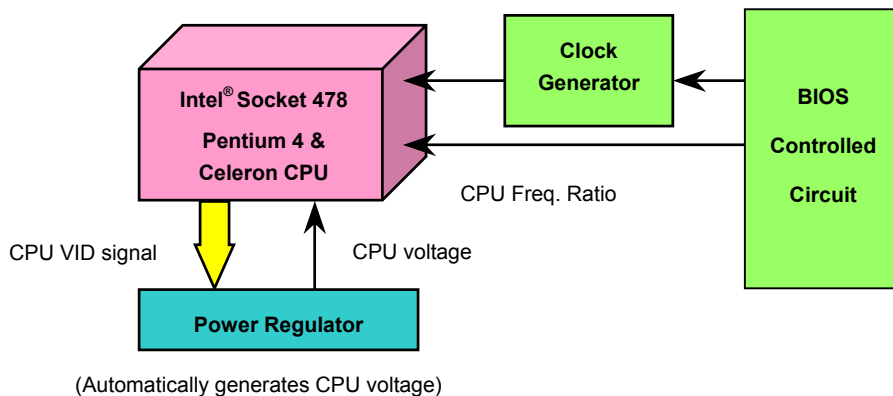 Intel® Socket 478
Pentium 4 &
Celeron CPU
Clock
Generator
BIOS
Controlled
Circuit
CPU Freq. Ratio
CPU VID signal
CPU voltage
Power Regulator
(Automatically generates CPU voltage)